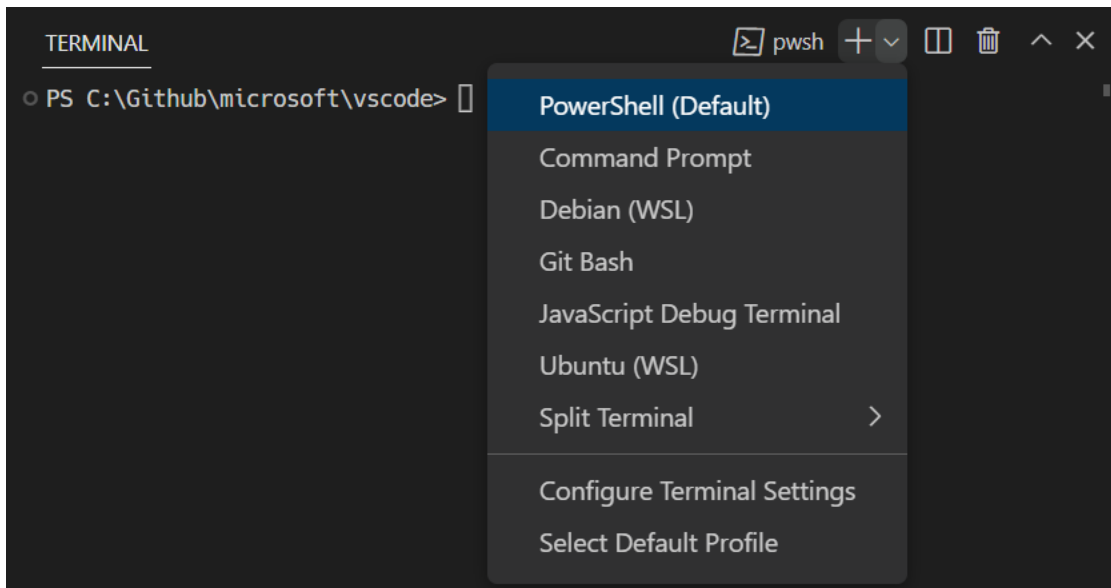 TERMINAL
pwsh
PS C:\Github\microsoft\vscode>
PowerShell (Default)
Command Prompt
Debian (WSL)
Git Bash
JavaScript Debug Terminal
Ubuntu (WSL)
Split Terminal
Configure Terminal Settings
Select Default Profile